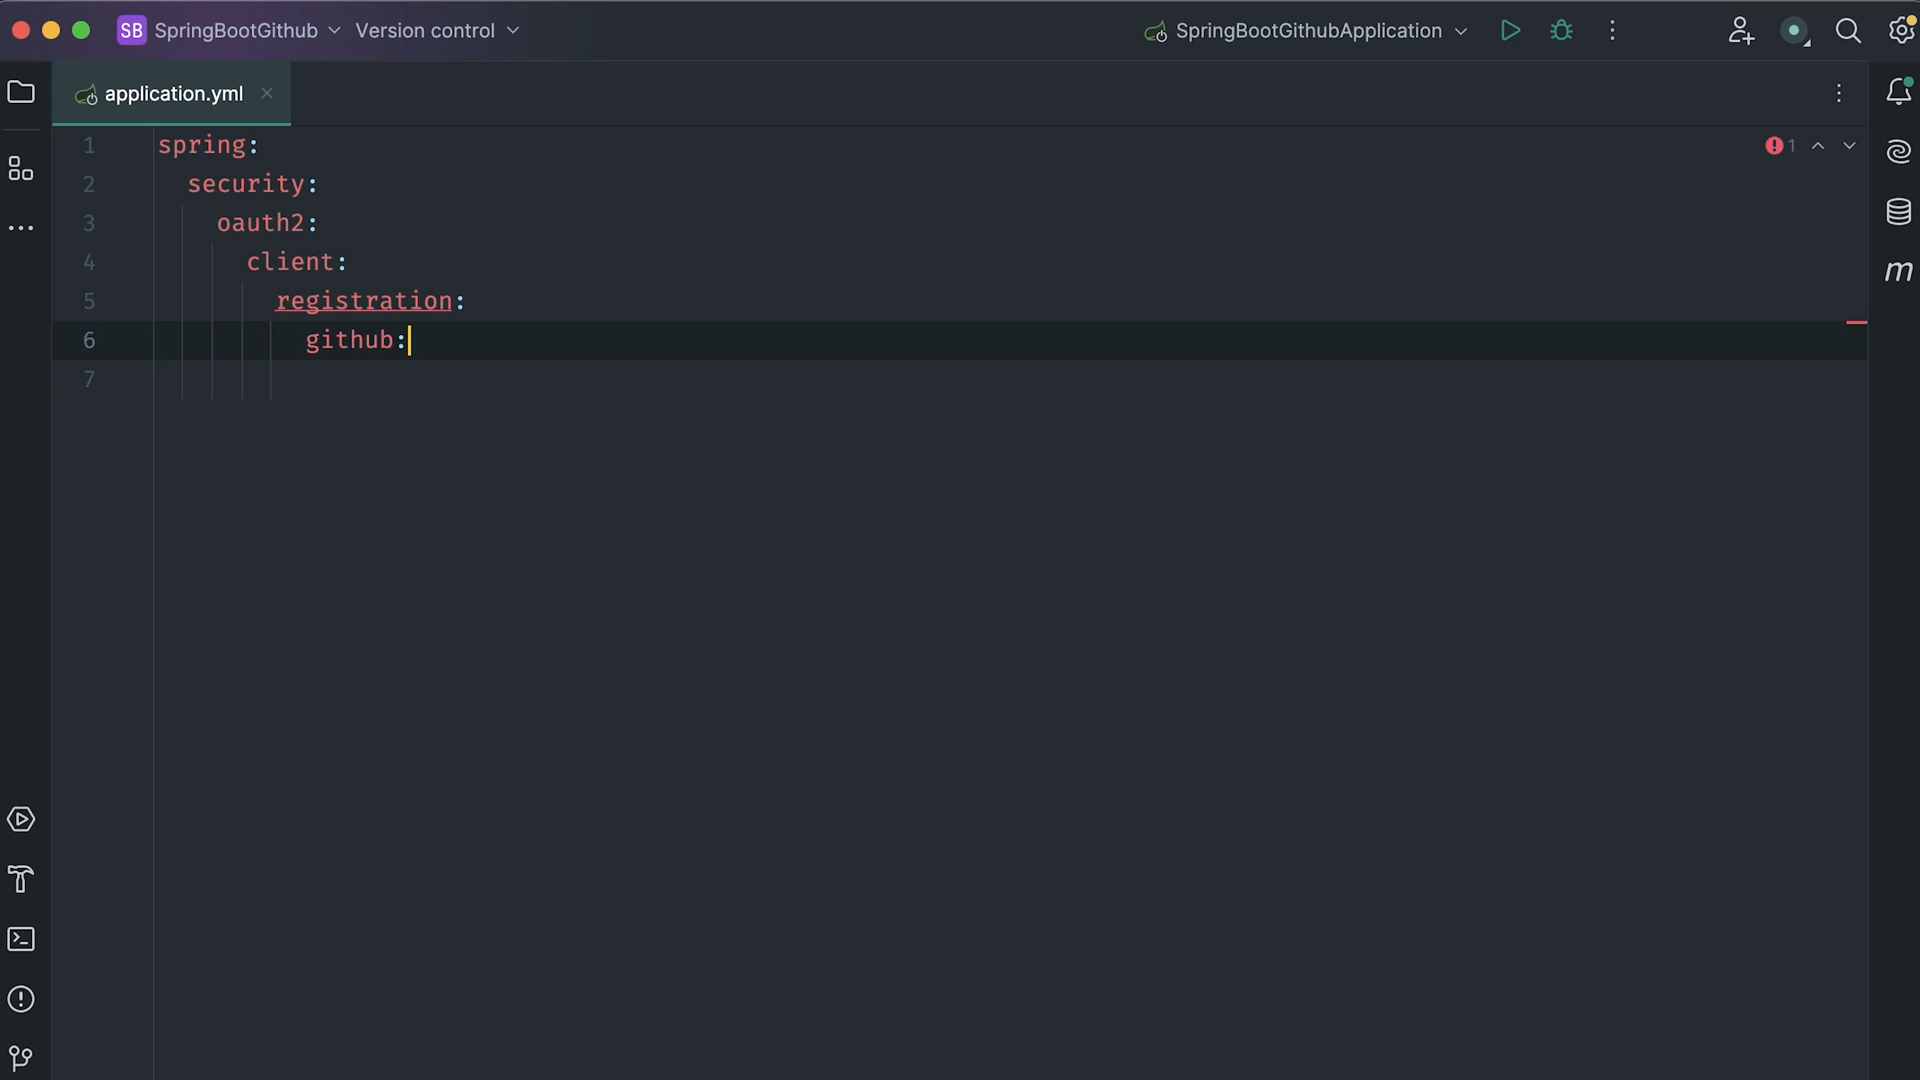 SB SpringBootGithub Version control SpringBootGithubApplication
application.yml
1 spring:
1
2 security:
3 oauth2:
4 client:
5 registration:
6 github:
7
m